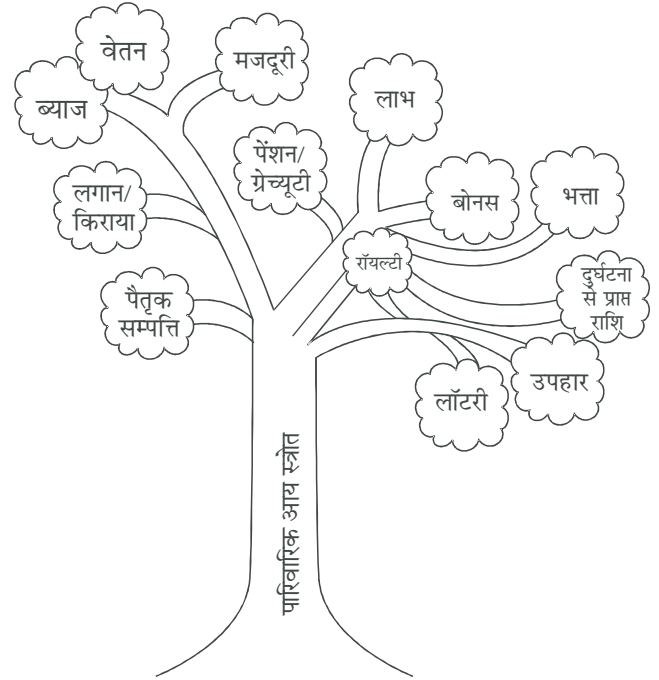 वेतन
मजदूरी
ब्याज
लाभ
पेंशन/
ग्रेच्यूटी
लगान/
किराया
बोनस
भत्ता
रॉयल्टी
दुर्घटना
से प्राप्त
राशि
पैतृक
सम्पत्ति
उपहार
लॉटरी
पारिवारिक आय स्त्रोत